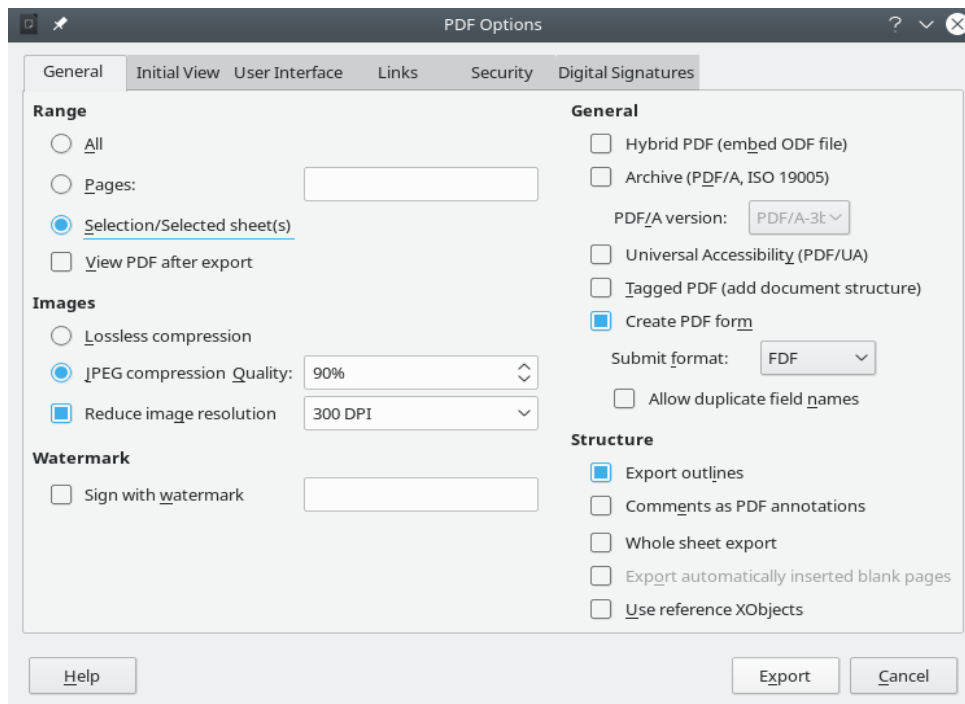 PDF Options
General Initial View User Interface Links Security Digital Signatures
Range
All
Pages:
Selection/Selected sheet(s)
View PDF after export
Images
Lossless compression
JPEG compression Quality: 90%
Reduce image resolution 300 DPI
Watermark
Sign with watermark
General
Hybrid PDF (embed ODF file)
Archive (PDF/A, ISO 19005)
PDF/A version: PDF/A-3b
Universal Accessibility (PDF/UA)
Tagged PDF (add document structure)
Create PDF form
Submit format: FDF
Allow duplicate field names
Structure
Export outlines
Comments as PDF annotations
Whole sheet export
Export automatically inserted blank pages
Use reference XObjects
Help Export Cancel